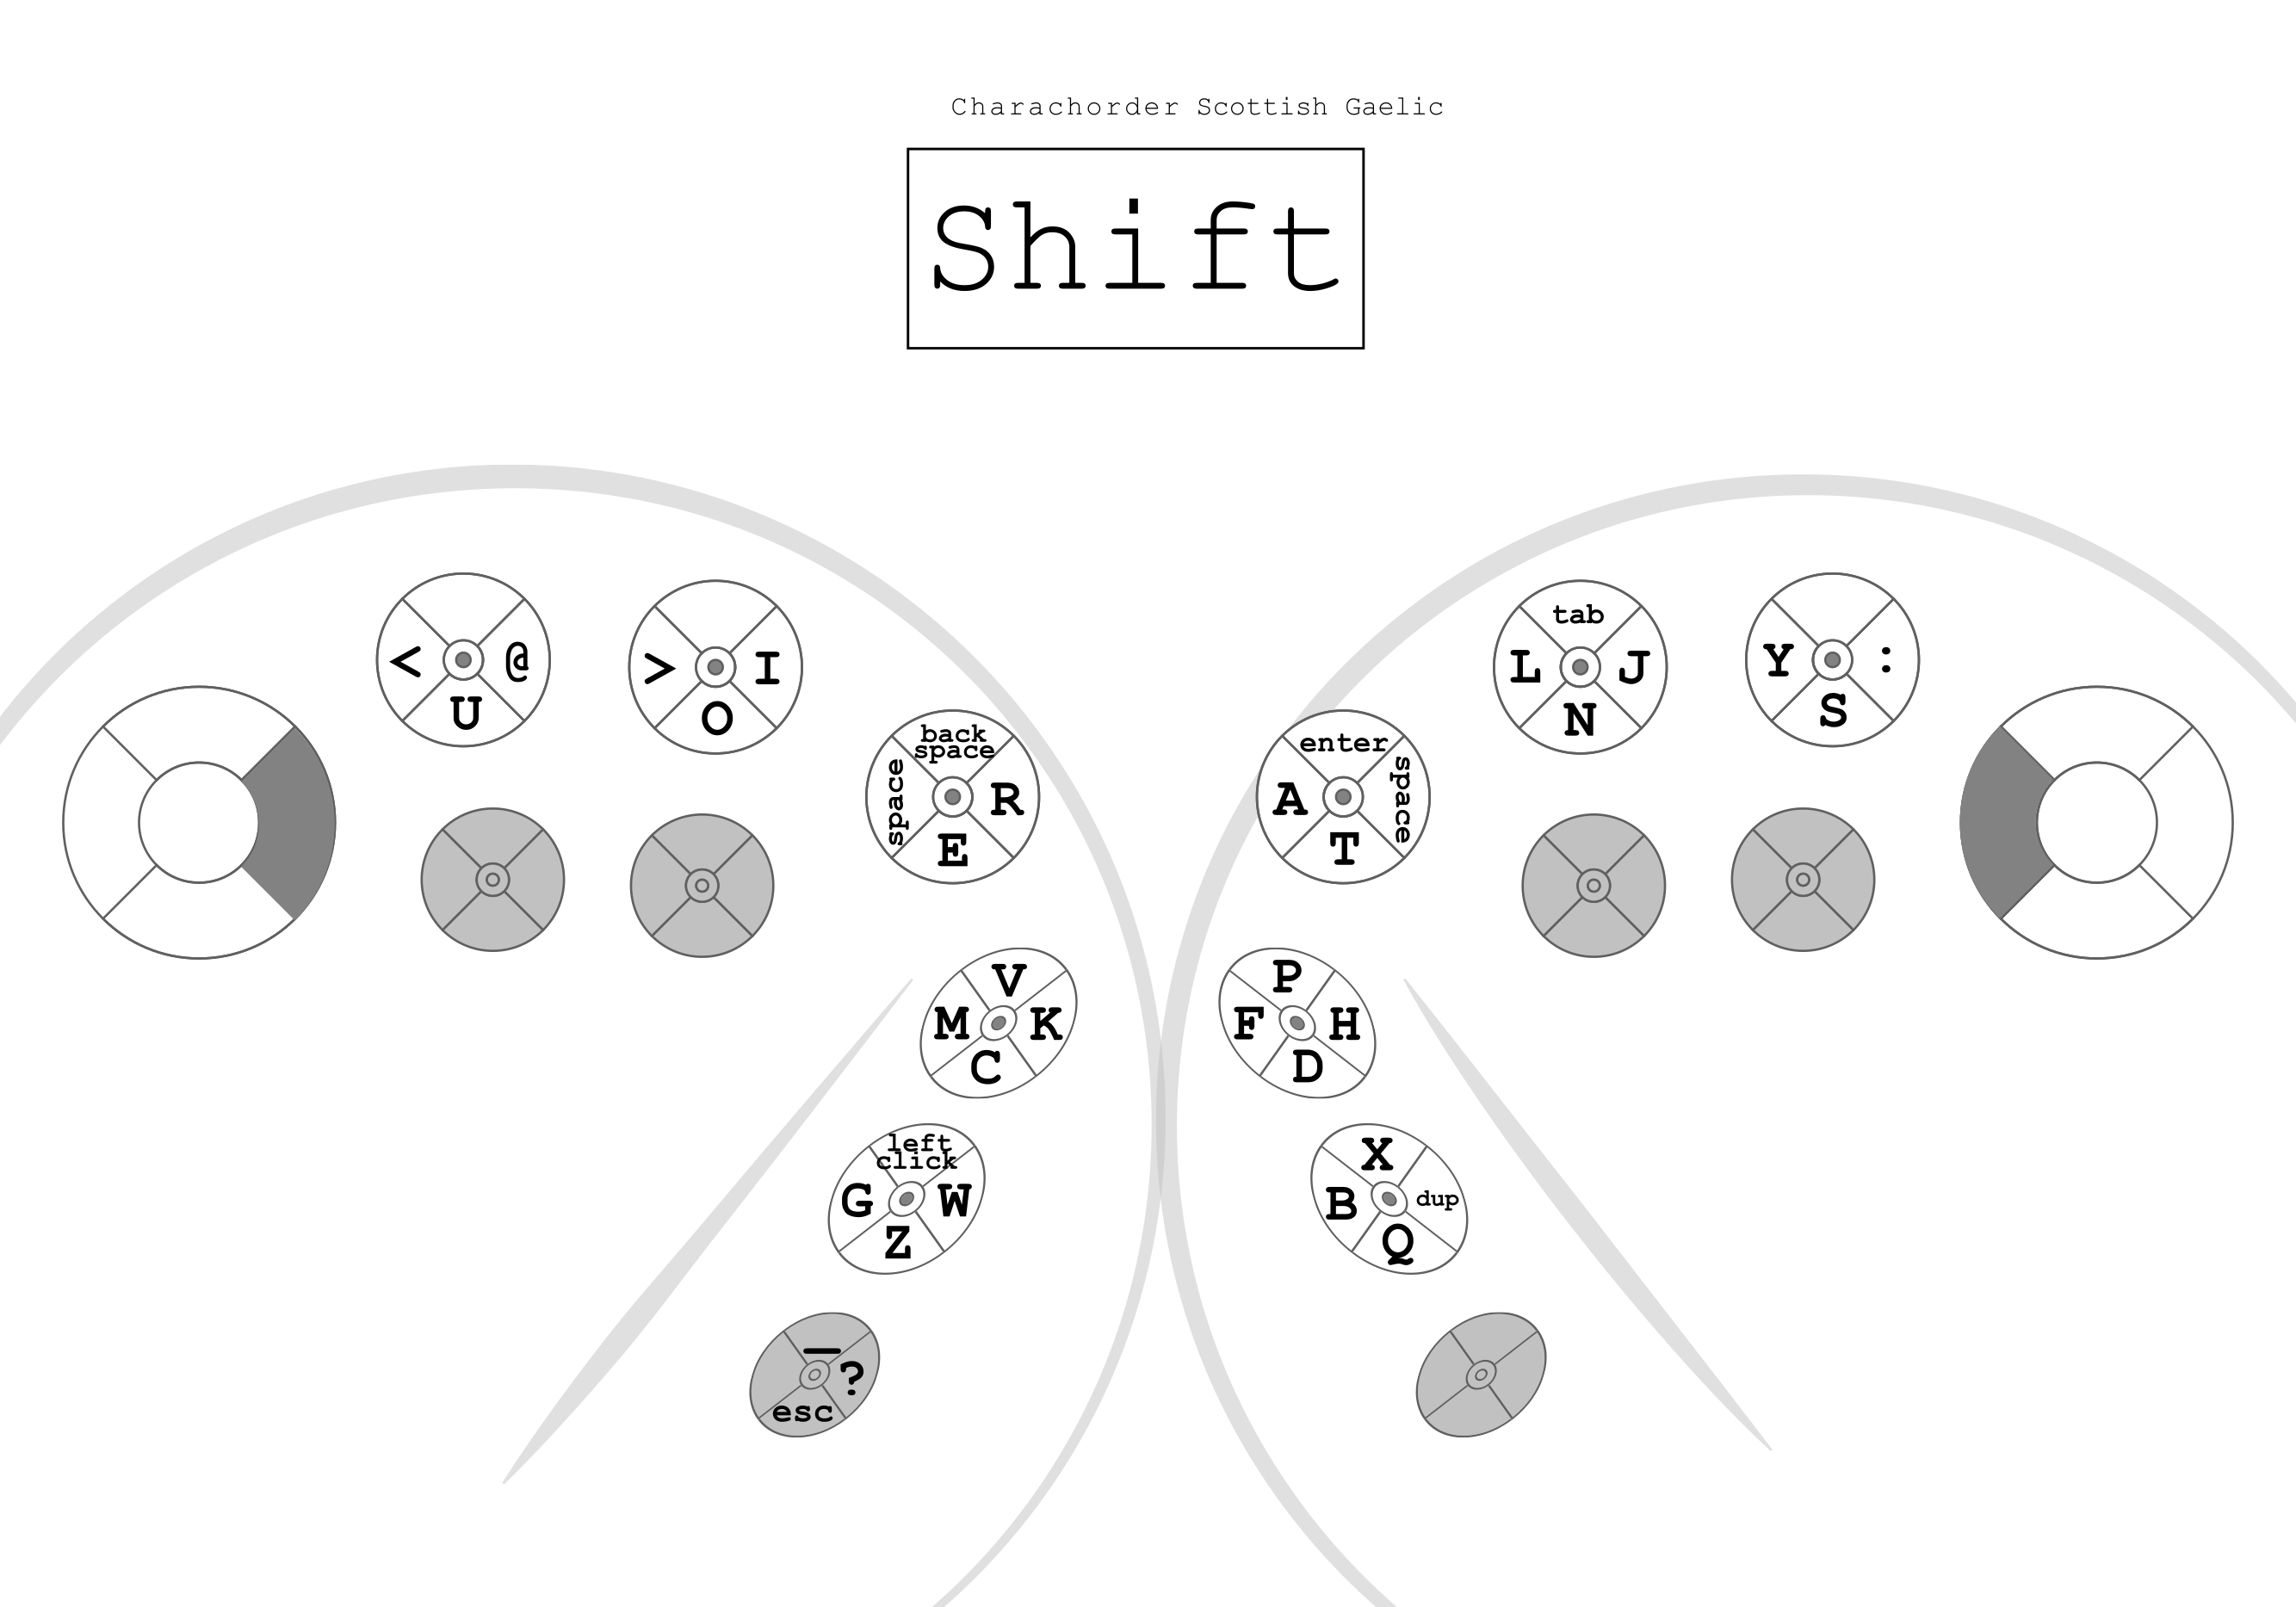 Charachorder Scottish Gaelic
Shift
< @
U
> I
O
back
space
space R
E
enter
A space
T
tab
L J
N
Y :
S
V
M K
C
P
F H
D
left
click
G W
Z
X
B dup
Q
_
?
esc